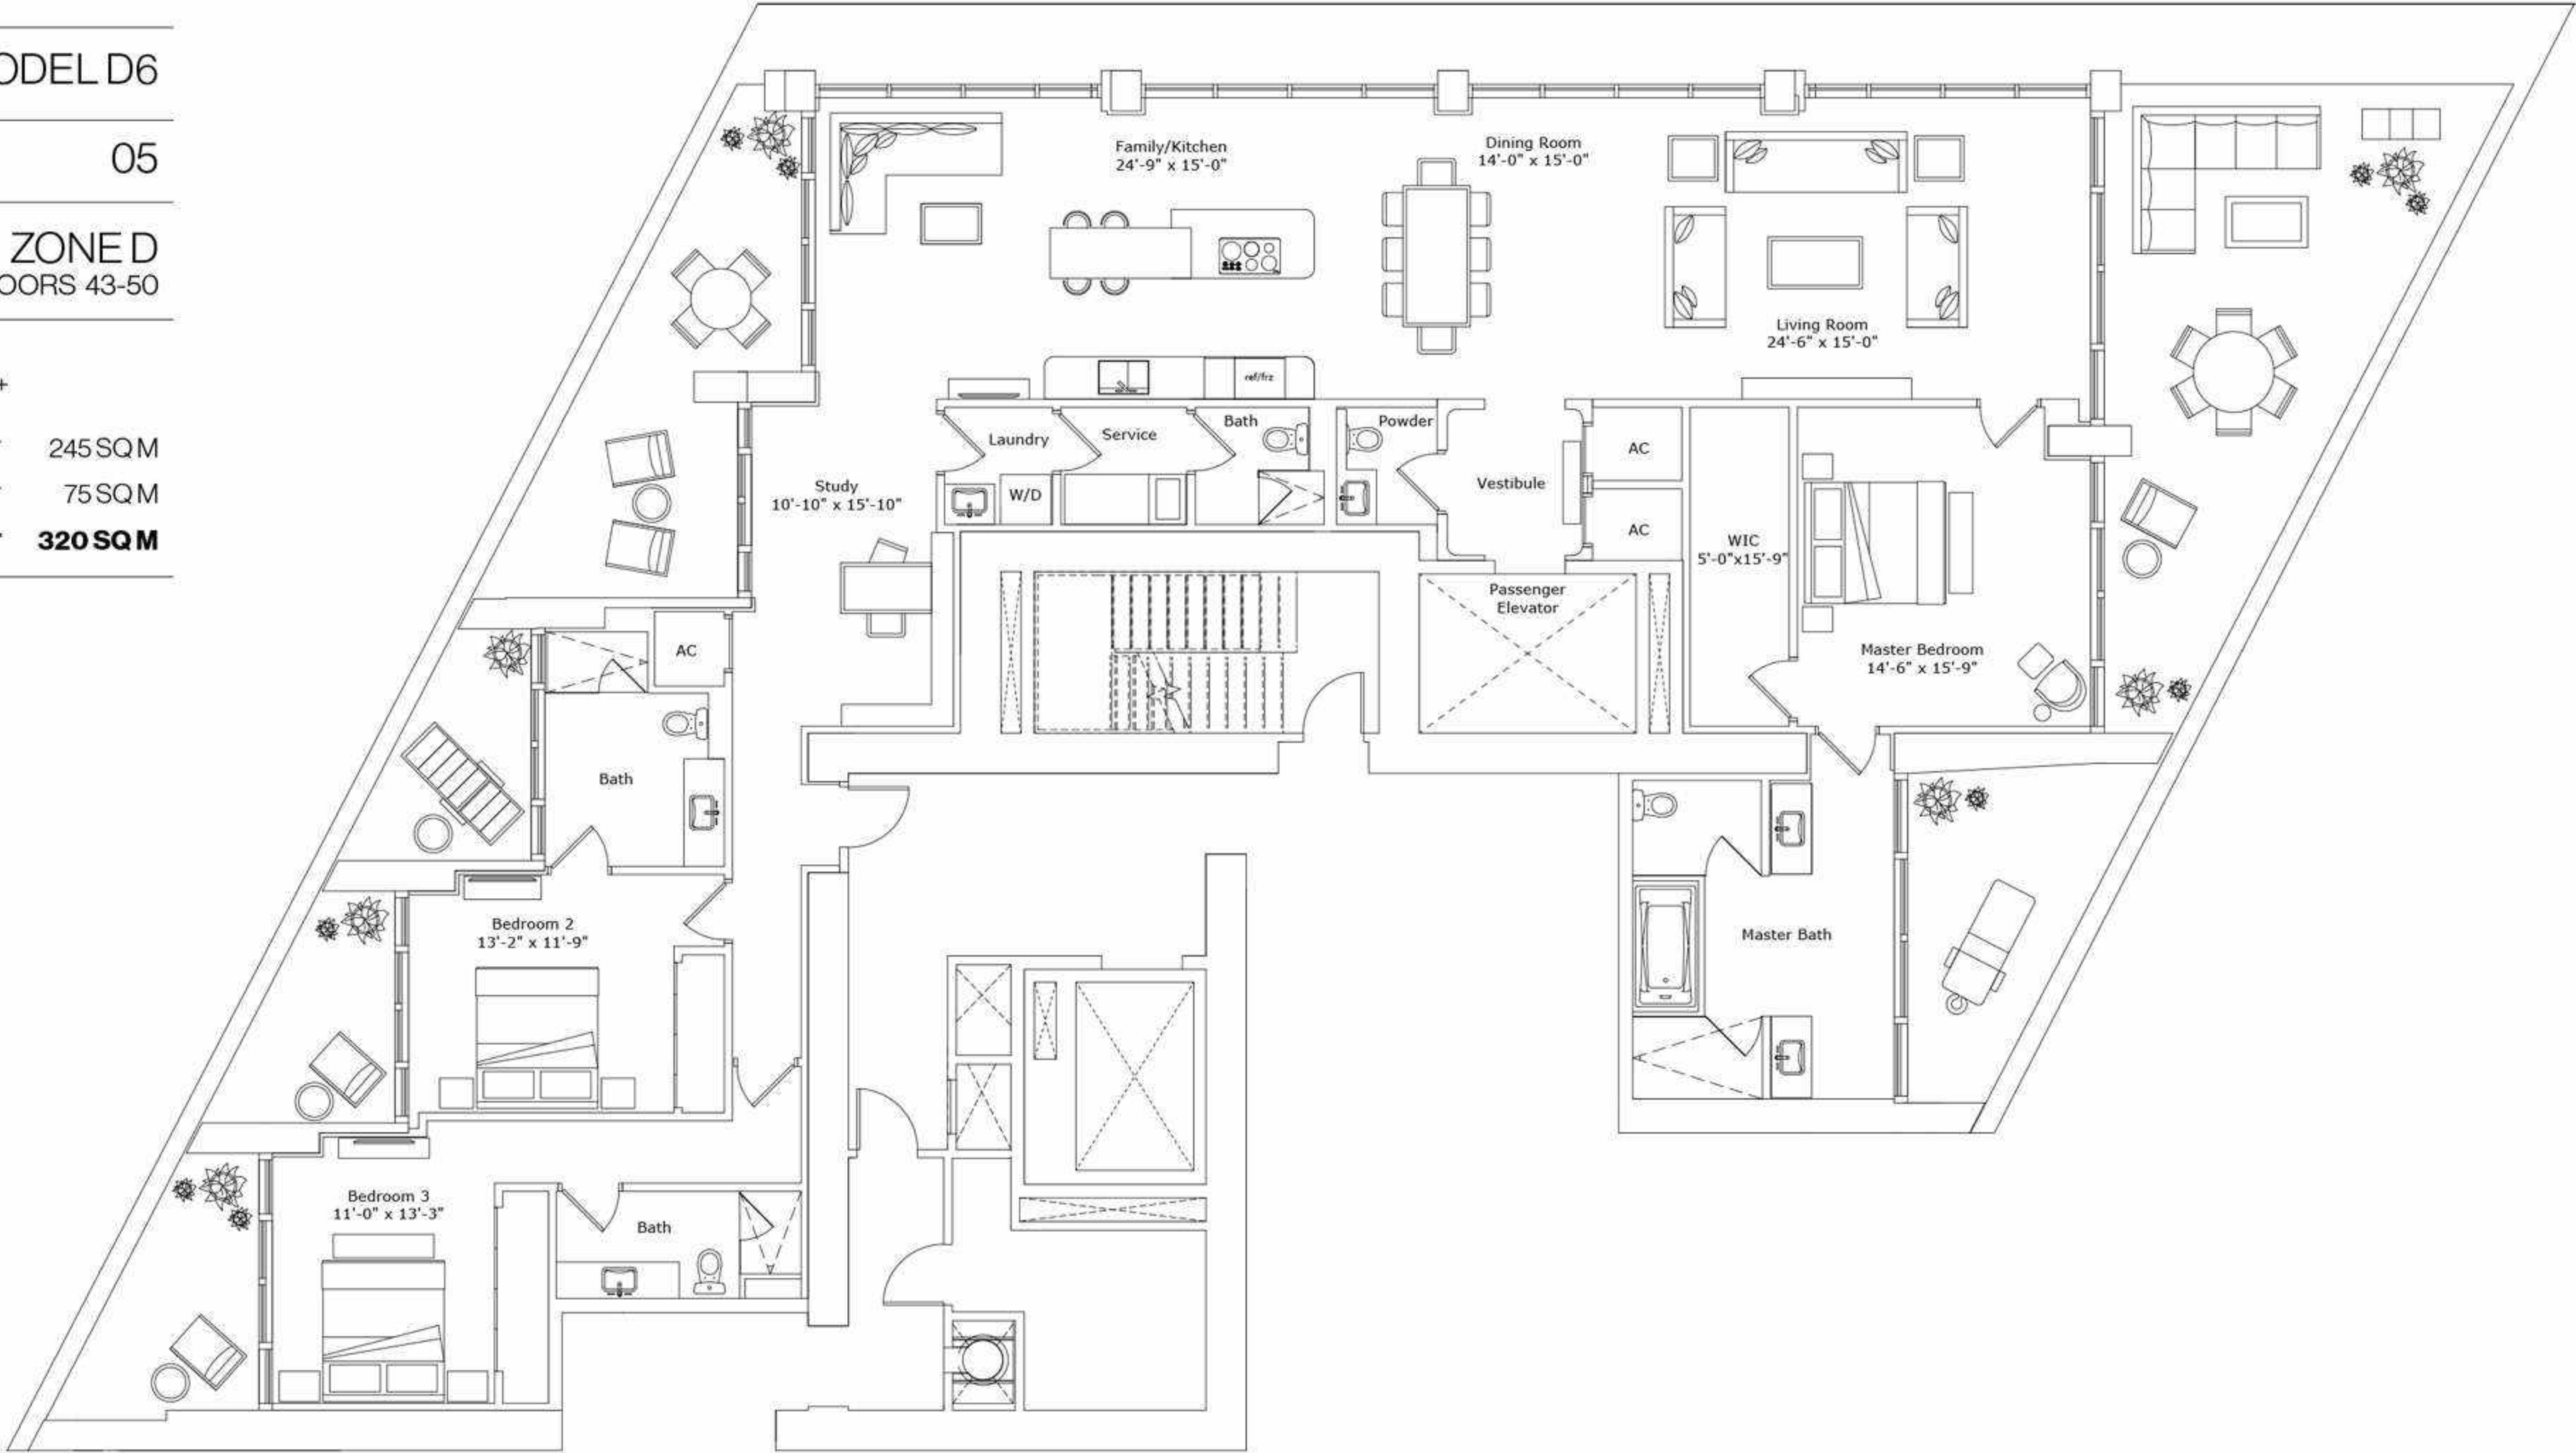 ODEL D6
05
ZONE D
OORS 43-50
+
245 SQ M
75 SQ M
320 SQ M
Family/Kitchen
24'-9" x 15'-0"
Dining Room
14'-0" x 15'-0"
Living Room
24'-6" x 15'-0"
ref/frz
Laundry
Service
Bath
Powder
W/D
Vestibule
AC
AC
Study
10'-10" x 15'-10"
WIC
5'-0"x15'-9"
Passenger
Elevator
Master Bedroom
14'-6" x 15'-9"
AC
Bath
Master Bath
Bedroom 2
13'-2" x 11'-9"
Bedroom 3
11'-0" x 13'-3"
Bath